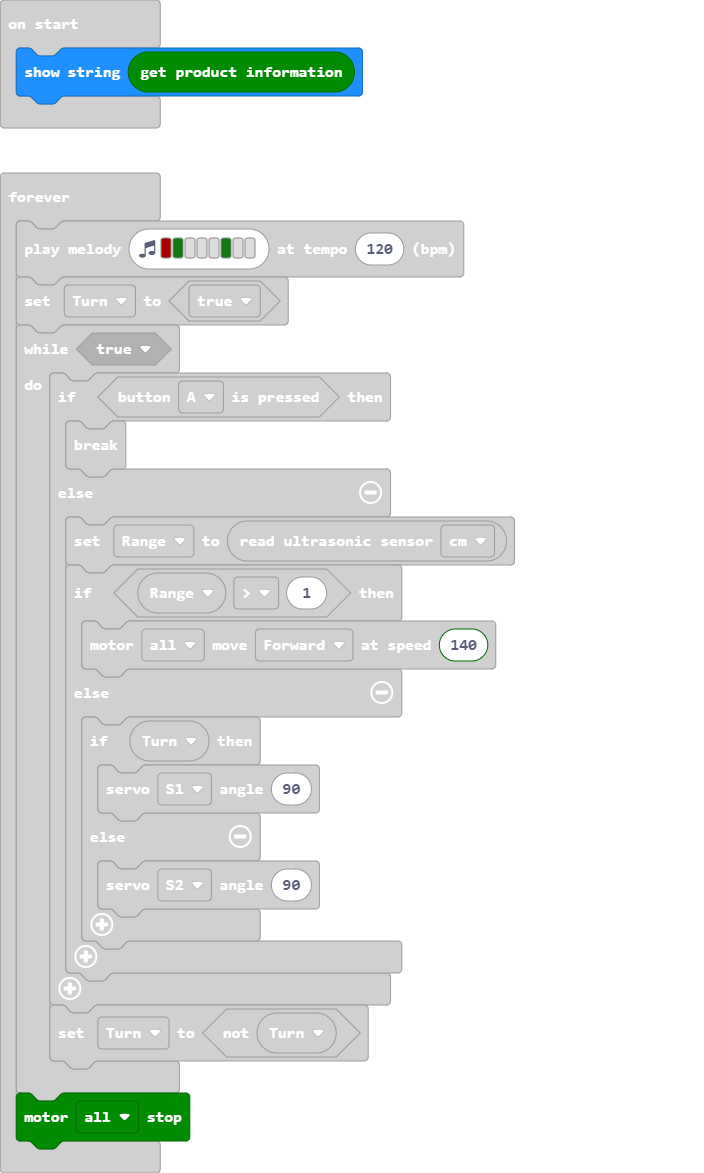 on start
show string get product information
forever
play melody at tempo 120 (bpm)
set Turn to true
while true
do if button A is pressed then
break
else
set Range to read ultrasonic sensor cm
if Range > 1 then
motor all move Forward at speed 140
else
if Turn then
servo S1 angle 90
else
servo S2 angle 90
set Turn to not Turn
motor all stop